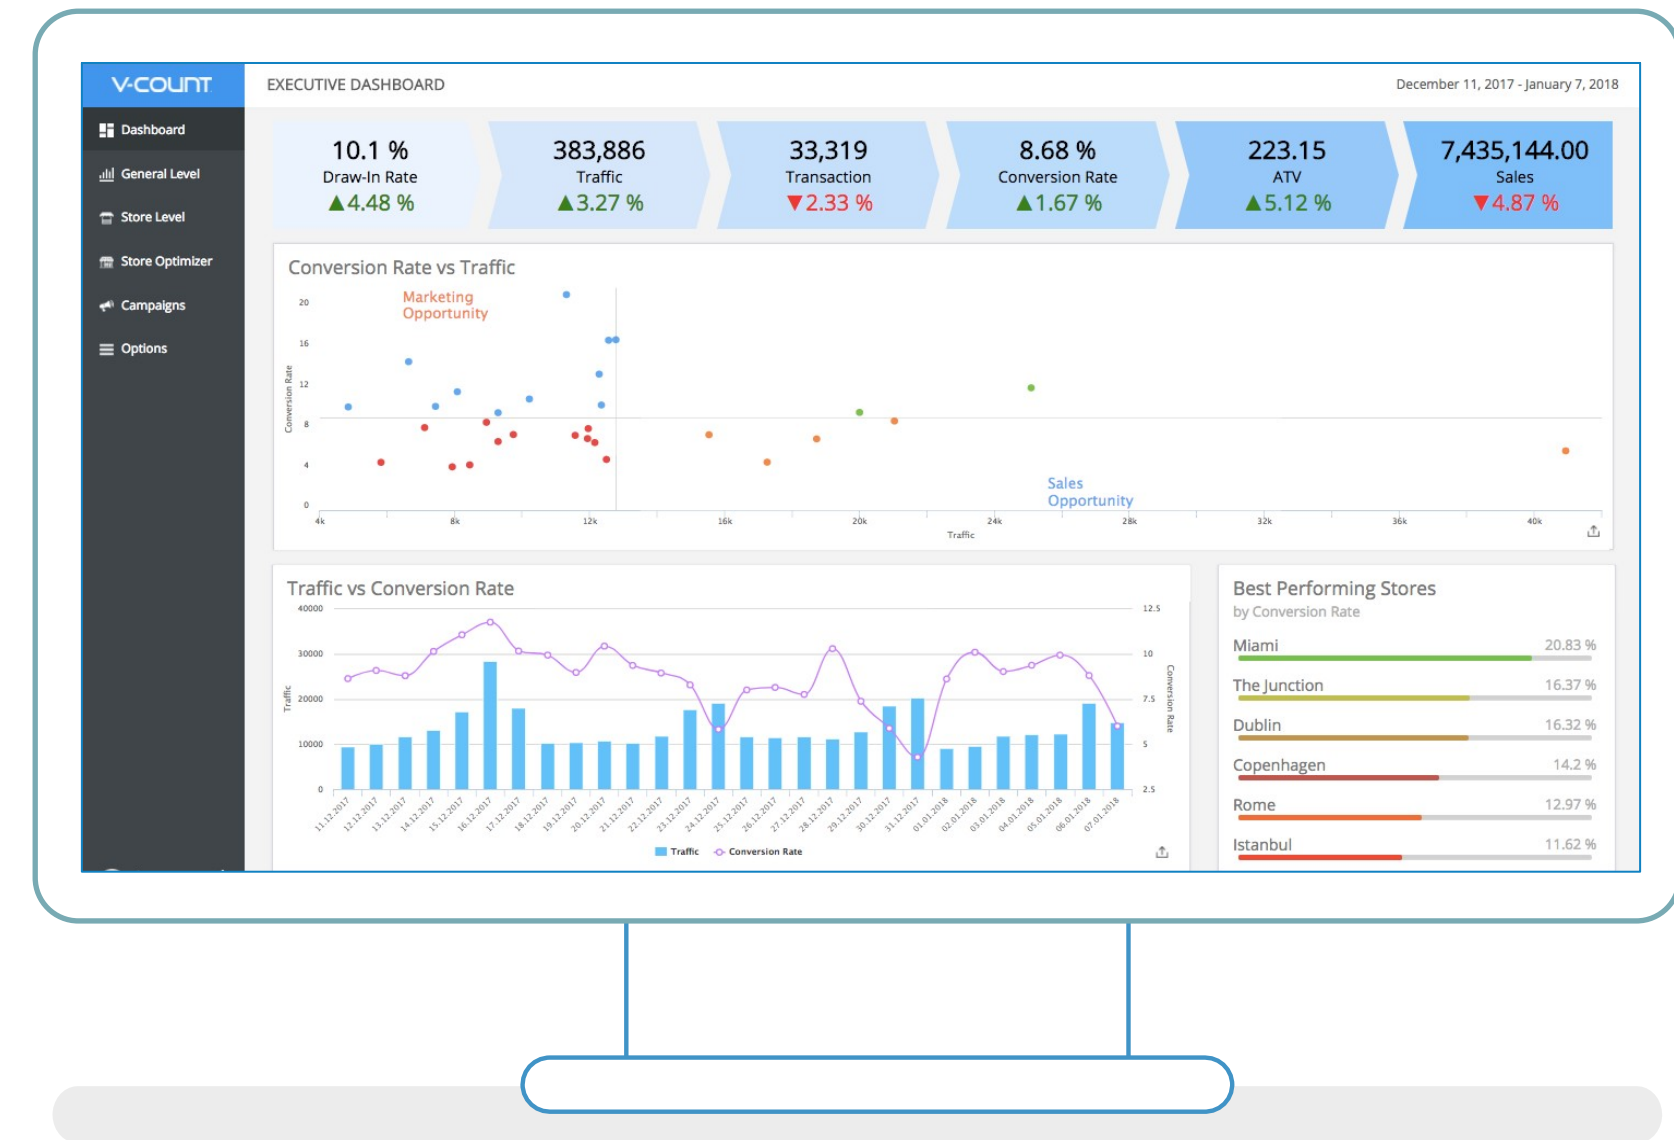 V-COUNT
EXECUTIVE DASHBOARD
December 11, 2017 - January 7, 2018
Dashboard
General Level
Store Level
Store Optimizer
Campaigns
Options
10.1 %
Draw-In Rate
▲4.48 %
383,886
Traffic
▲3.27 %
33,319
Transaction
▼2.33 %
8.68 %
Conversion Rate
▲1.67 %
223.15
ATV
▲5.12 %
7,435,144.00
Sales
▼4.87 %
Conversion Rate vs Traffic
Marketing
Opportunity
Sales
Opportunity
Conversion Rate
20
16
12
8
4
0
4k 8k 12k 16k 20k 24k 28k 32k 36k 40k
Traffic
Traffic vs Conversion Rate
Traffic
40000
30000
20000
10000
0
12.5
10
7.5
5
2.5
Conversion Rate
11.12.2017 12.12.2017 13.12.2017 14.12.2017 15.12.2017 16.12.2017 17.12.2017 18.12.2017 19.12.2017 20.12.2017 21.12.2017 22.12.2017 23.12.2017 24.12.2017 25.12.2017 26.12.2017 27.12.2017 28.12.2017 29.12.2017 30.12.2017 31.12.2017 01.01.2018 02.01.2018 03.01.2018 04.01.2018 05.01.2018 06.01.2018 07.01.2018
Traffic Conversion Rate
Best Performing Stores
by Conversion Rate
Miami 20.83 %
The Junction 16.37 %
Dublin 16.32 %
Copenhagen 14.2 %
Rome 12.97 %
Istanbul 11.62 %